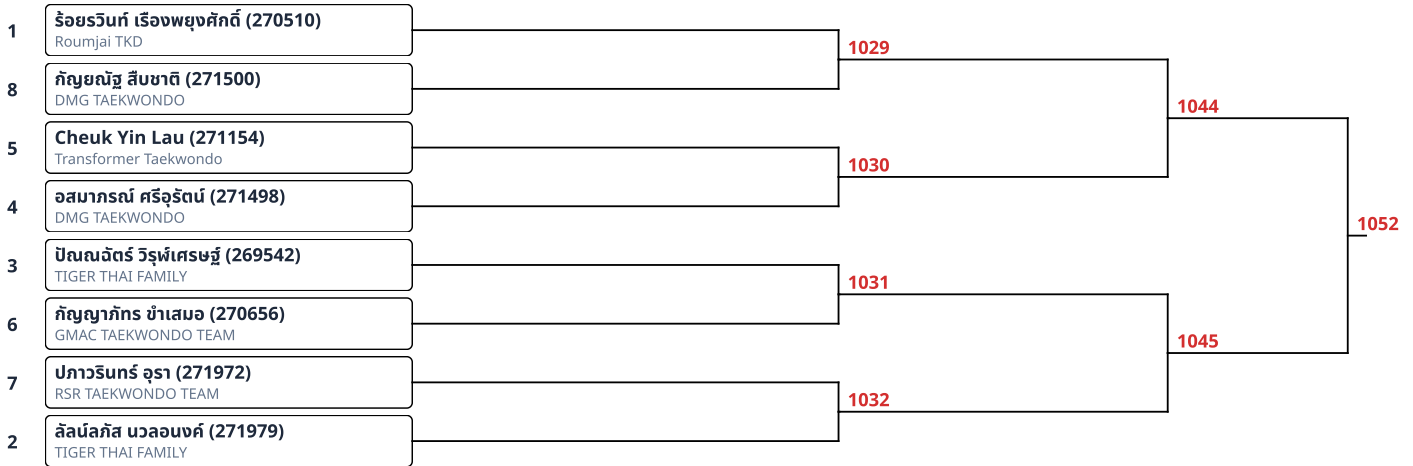 1
ร้อยรวินท์ เรืองพยุงศักดิ์ (270510)
Roumjai TKD
8
กัญยณัฐ สืบชาติ (271500)
DMG TAEKWONDO
1029
5
Cheuk Yin Lau (271154)
Transformer Taekwondo
4
อสมาภรณ์ ศรีอุรัตน์ (271498)
DMG TAEKWONDO
1030
1044
3
ปัณณฉัตร์ วิรุฬห์เศรษฐ์ (269542)
TIGER THAI FAMILY
6
กัญญาภัทร ขำเสมอ (270656)
GMAC TAEKWONDO TEAM
1031
7
ปภาวรินทร์ อุรา (271972)
RSR TAEKWONDO TEAM
2
ลัลน์ลภัส นวลอนงค์ (271979)
TIGER THAI FAMILY
1032
1045
1052